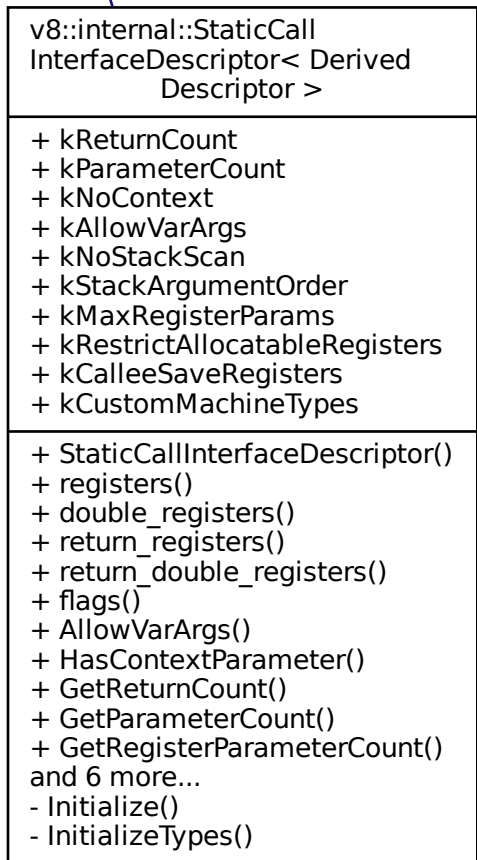 v8::internal::StaticCall
InterfaceDescriptor< Derived
Descriptor >
+ kReturnCount
+ kParameterCount
+ kNoContext
+ kAllowVarArgs
+ kNoStackScan
+ kStackArgumentOrder
+ kMaxRegisterParams
+ kRestrictAllocatableRegisters
+ kCalleeSaveRegisters
+ kCustomMachineTypes
+ StaticCallInterfaceDescriptor()
+ registers()
+ double_registers()
+ return_registers()
+ return_double_registers()
+ flags()
+ AllowVarArgs()
+ HasContextParameter()
+ GetReturnCount()
+ GetParameterCount()
+ GetRegisterParameterCount()
and 6 more...
- Initialize()
- InitializeTypes()